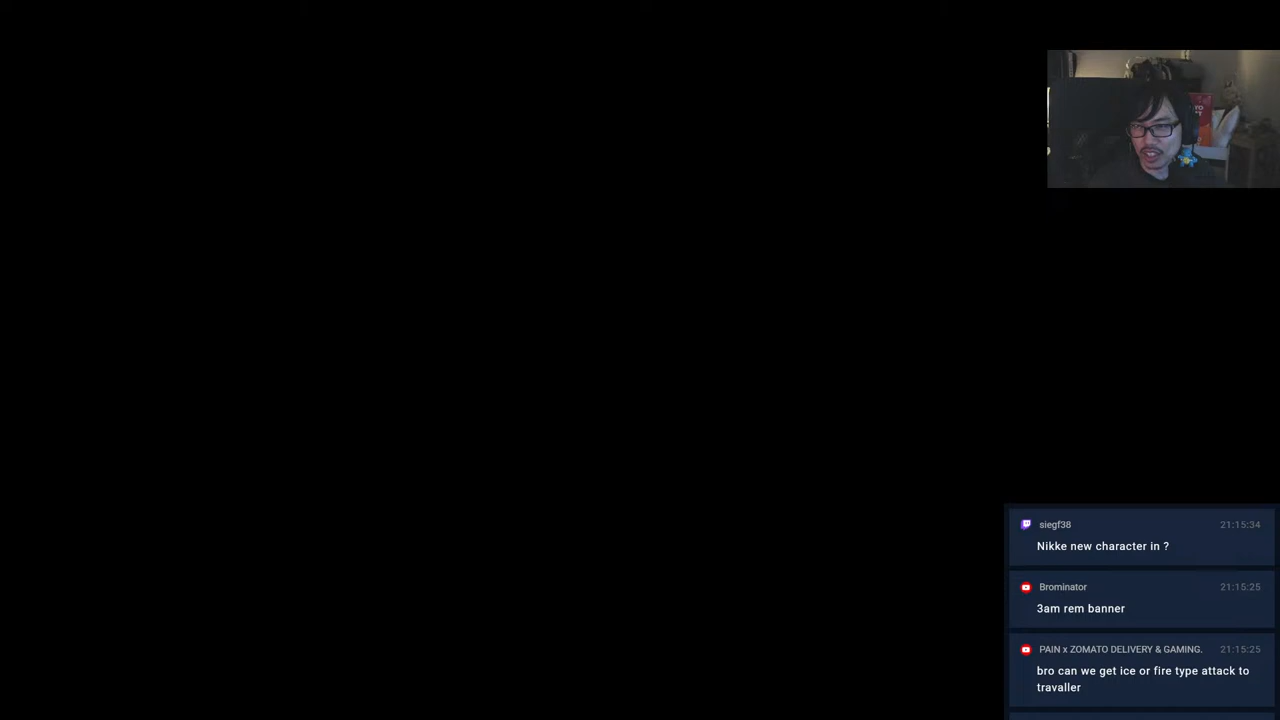 siegf38 21:15:34
Nikke new character in ?
Brominator 21:15:25
3am rem banner
PAIN x ZOMATO DELIVERY & GAMING. 21:15:25
bro can we get ice or fire type attack to
travaller